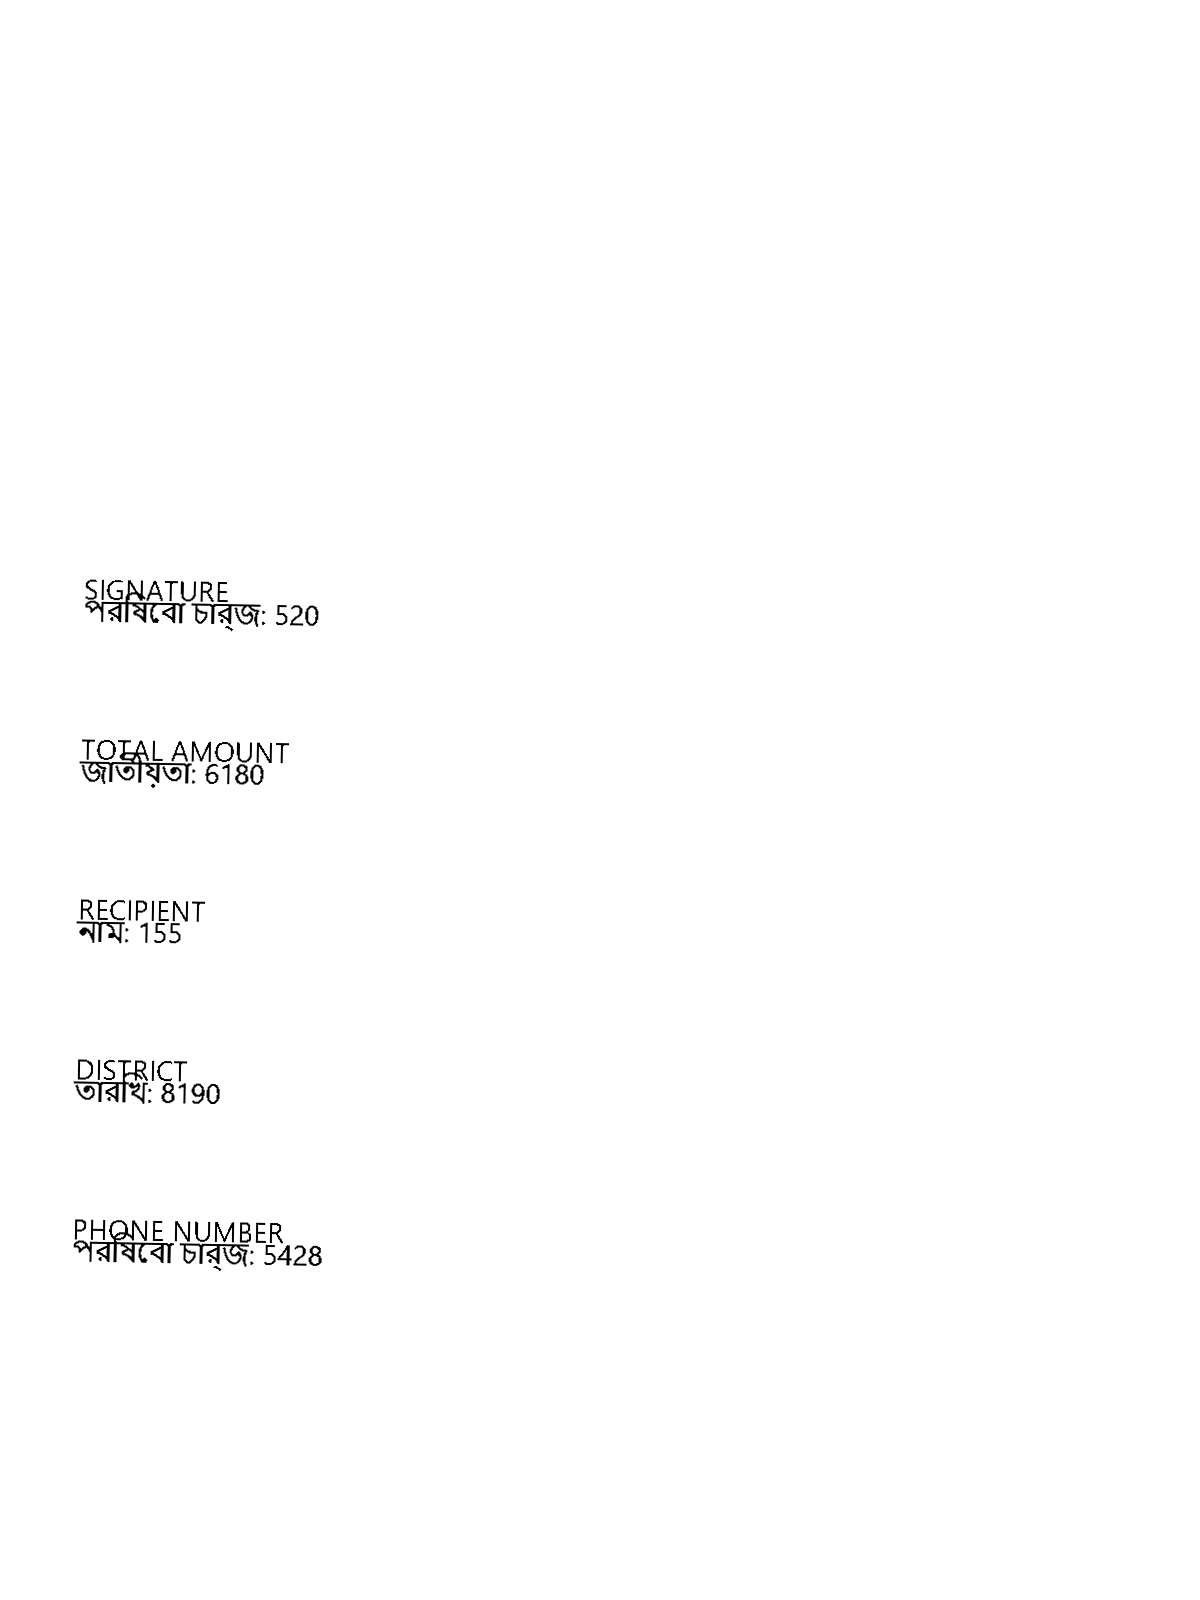 SIGNATURE
পরিষেবা চার্জ: 520
TOTAL AMOUNT
জাতীয়তা: 6180
RECIPIENT
নাম: 155
DISTRICT
তারিখ: 8190
PHONE NUMBER
পরিষেবা চার্জ: 5428